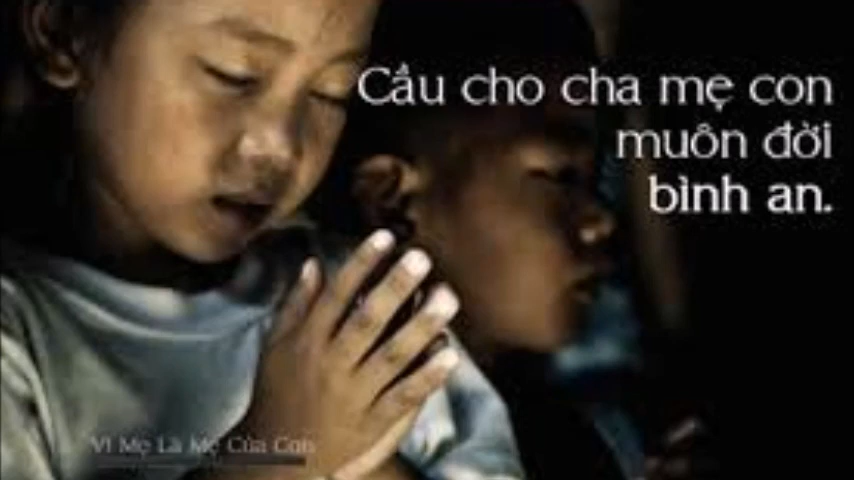 Cầu cho cha mẹ con
muôn đời
bình an.
Vì Mẹ Là Mẹ Của Con